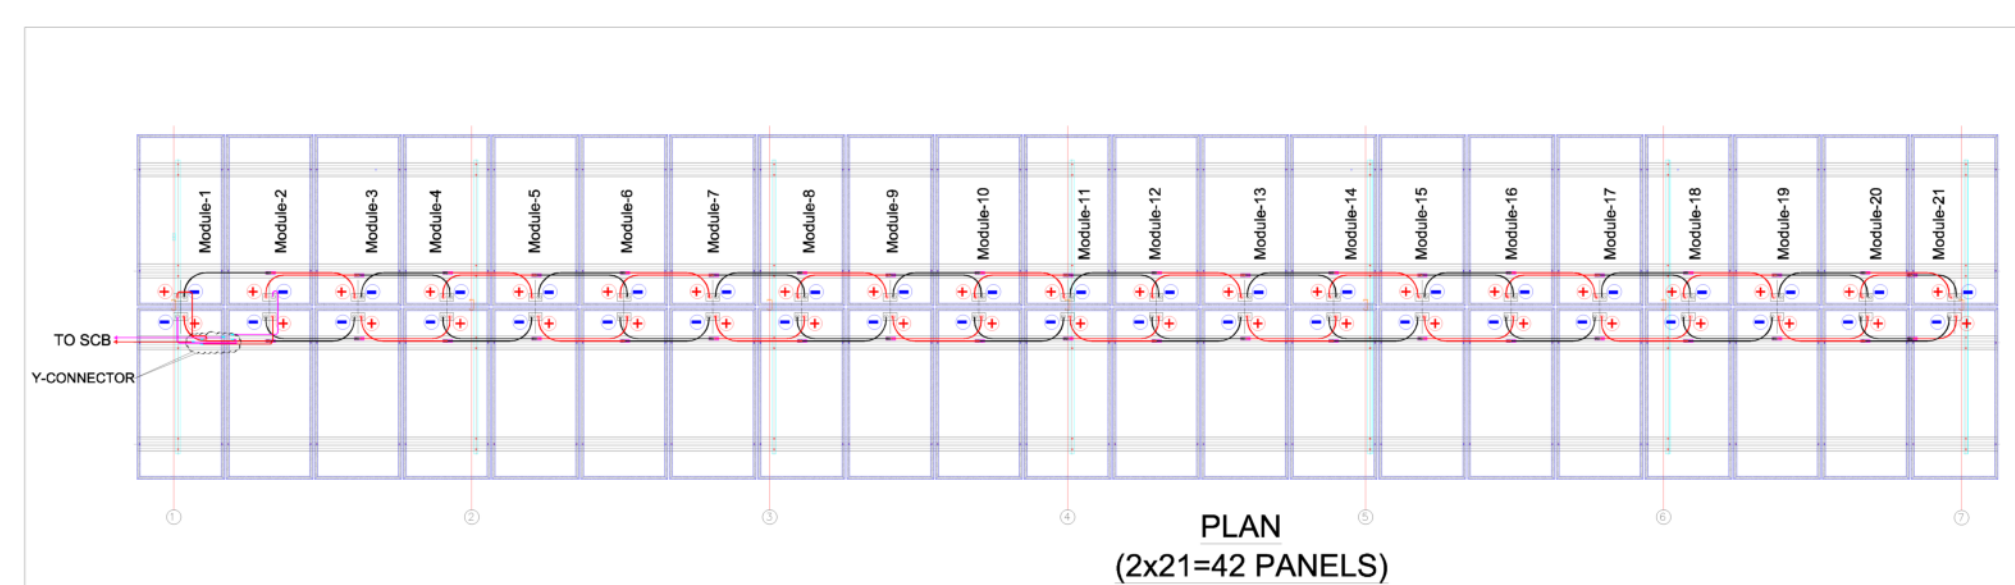 Module-1
Module-2
Module-3
Module-4
Module-5
Module-6
Module-7
Module-8
Module-9
Module-10
Module-11
Module-12
Module-13
Module-14
Module-15
Module-16
Module-17
Module-18
Module-19
Module-20
Module-21
TO SCB
Y-CONNECTOR
1 2 3 4 5 6 7
PLAN
(2x21=42 PANELS)